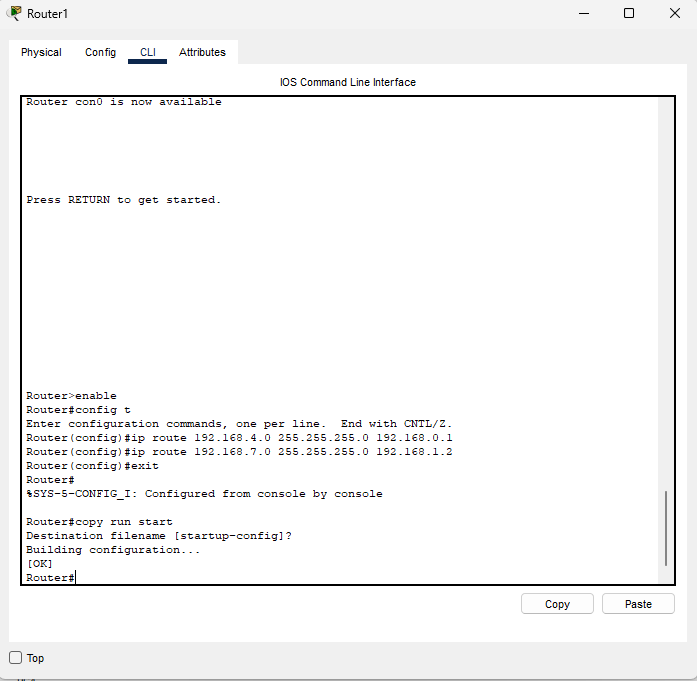 Router1
Physical Config CLI Attributes
IOS Command Line Interface
Router con0 is now available
Press RETURN to get started.
Router>enable
Router#config t
Enter configuration commands, one per line.  End with CNTL/Z.
Router(config)#ip route 192.168.4.0 255.255.255.0 192.168.0.1
Router(config)#ip route 192.168.7.0 255.255.255.0 192.168.1.2
Router(config)#exit
Router#
%SYS-5-CONFIG_I: Configured from console by console
Router#copy run start
Destination filename [startup-config]?
Building configuration...
[OK]
Router#
Copy Paste
Top